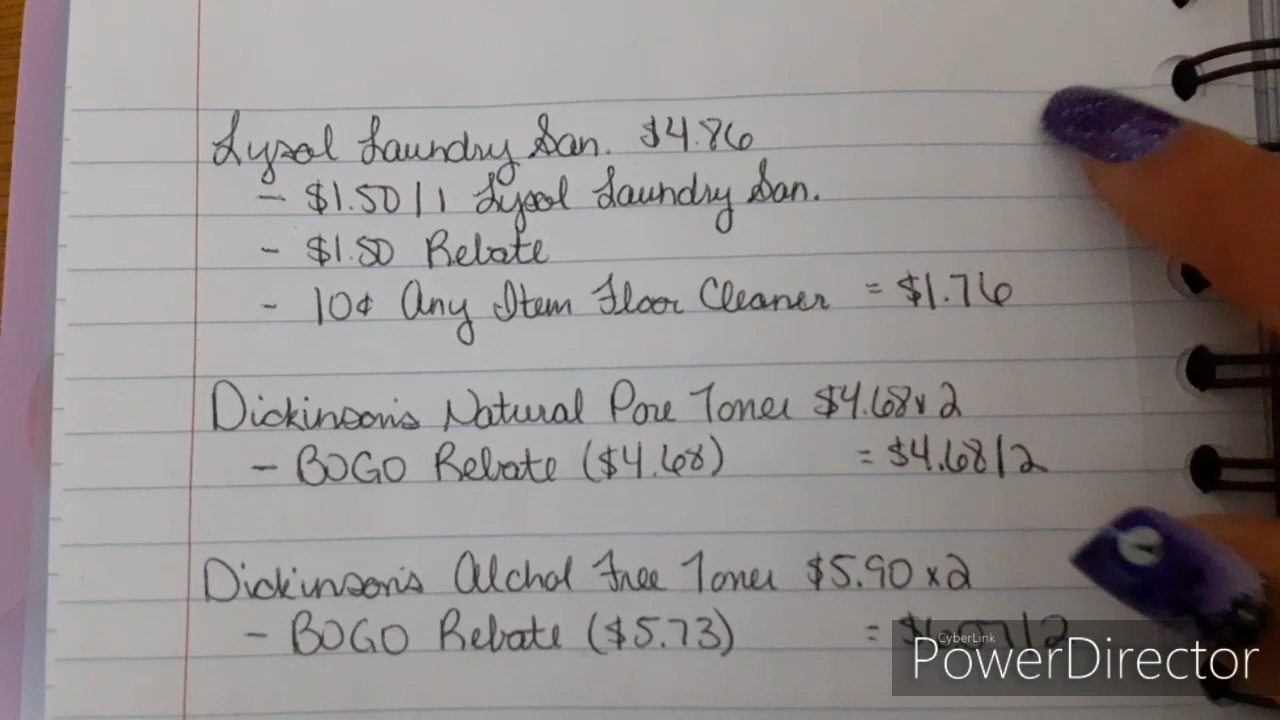 Lysol Laundry San. $4.86
- $1.50/1 Lysol Laundry San.
- $1.50 Rebate
- 10¢ Any Item Floor Cleaner = $1.76
Dickinson's Natural Pore Toner $4.68 x 2
- BOGO Rebate ($4.68) = $4.68/2
Dickinson's Alchol Free Toner $5.90 x 2
- BOGO Rebate ($5.73) =
CyberLink
PowerDirector